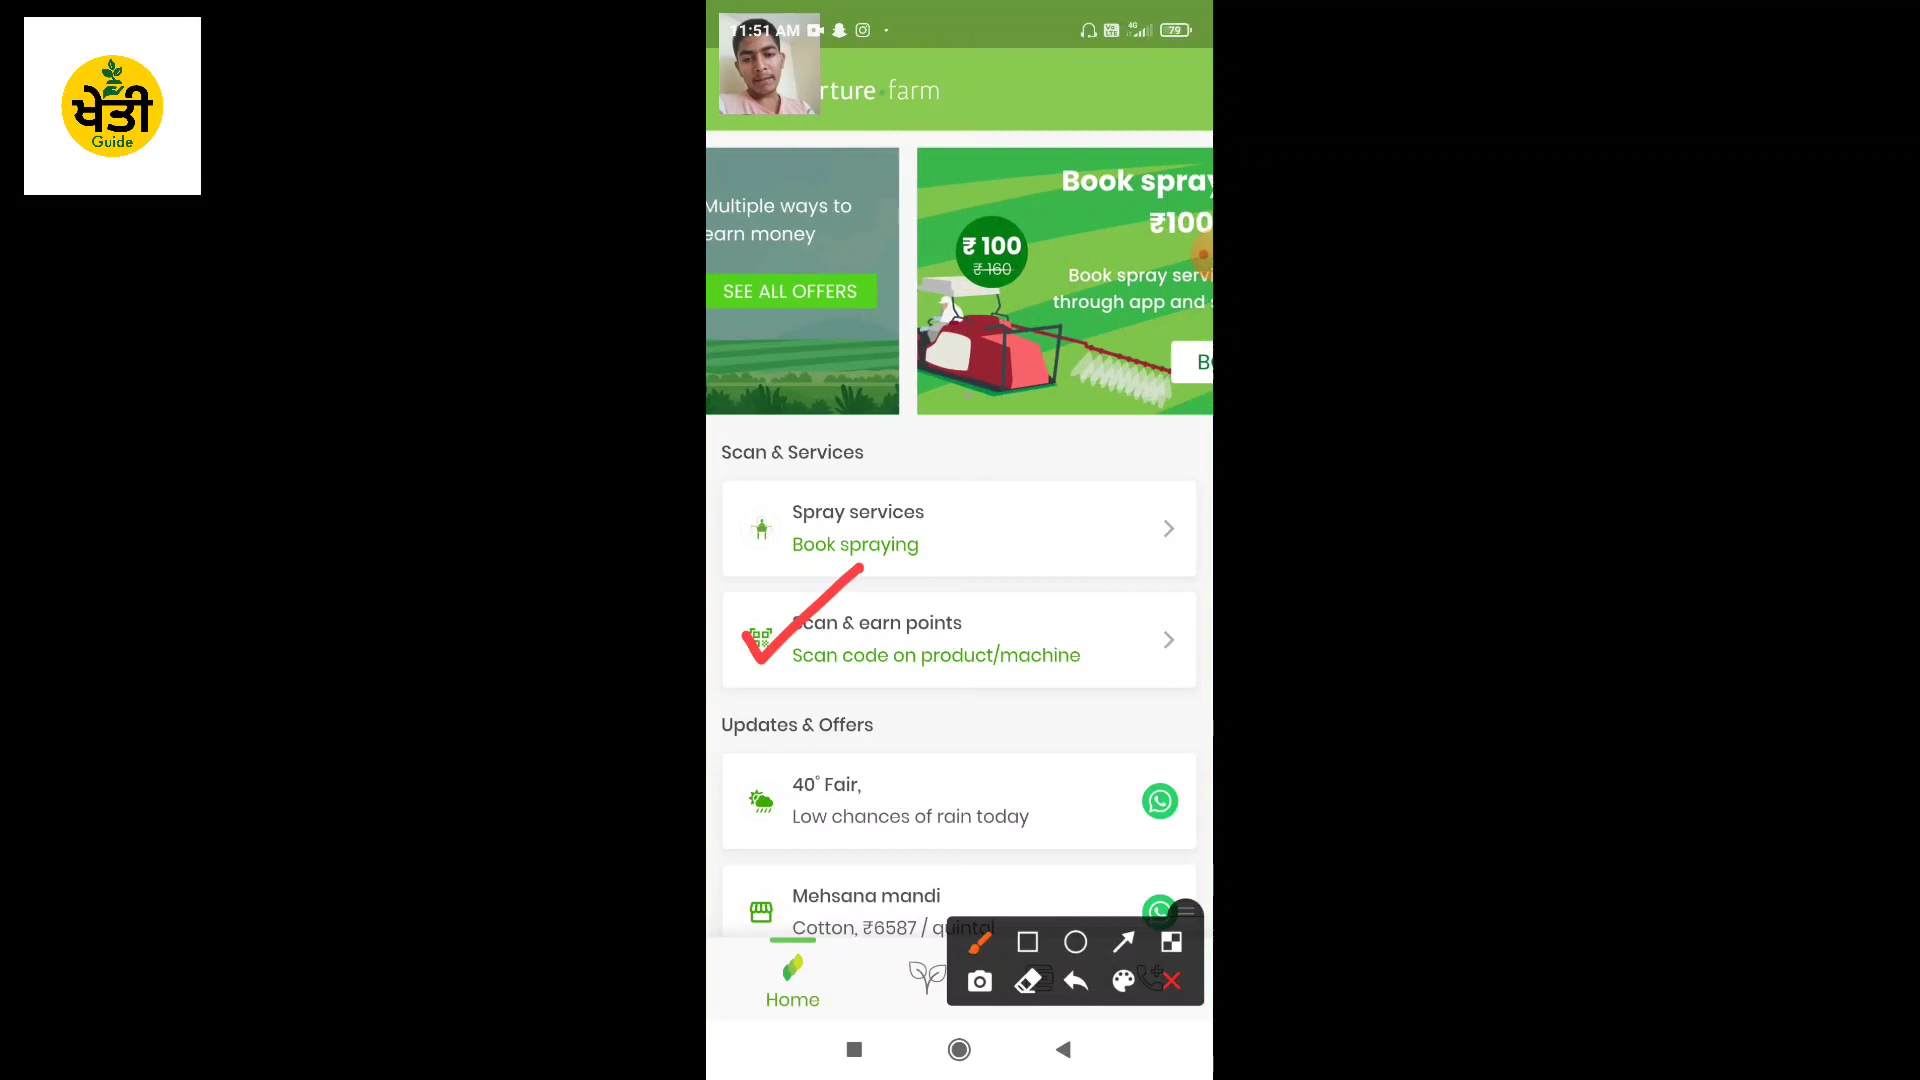 ਖੇਤੀ
Guide
11:51 AM
4G
79
rture farm
Multiple ways to
earn money
SEE ALL OFFERS
Book spray
₹100
₹ 100
₹ 160
Book spray servi
through app and s
Scan & Services
Spray services
Book spraying
Scan & earn points
Scan code on product/machine
Updates & Offers
40° Fair,
Low chances of rain today
Mehsana mandi
Cotton, ₹6587 / quintal
Home